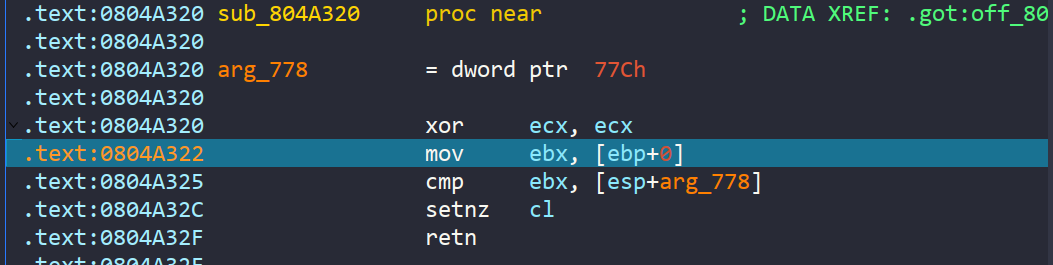 .text:0804A320 sub_804A320 proc near ; DATA XREF: .got:off_80
.text:0804A320
.text:0804A320 arg_778 = dword ptr 77Ch
.text:0804A320
.text:0804A320 xor ecx, ecx
.text:0804A322 mov ebx, [ebp+0]
.text:0804A325 cmp ebx, [esp+arg_778]
.text:0804A32C setnz cl
.text:0804A32F retn